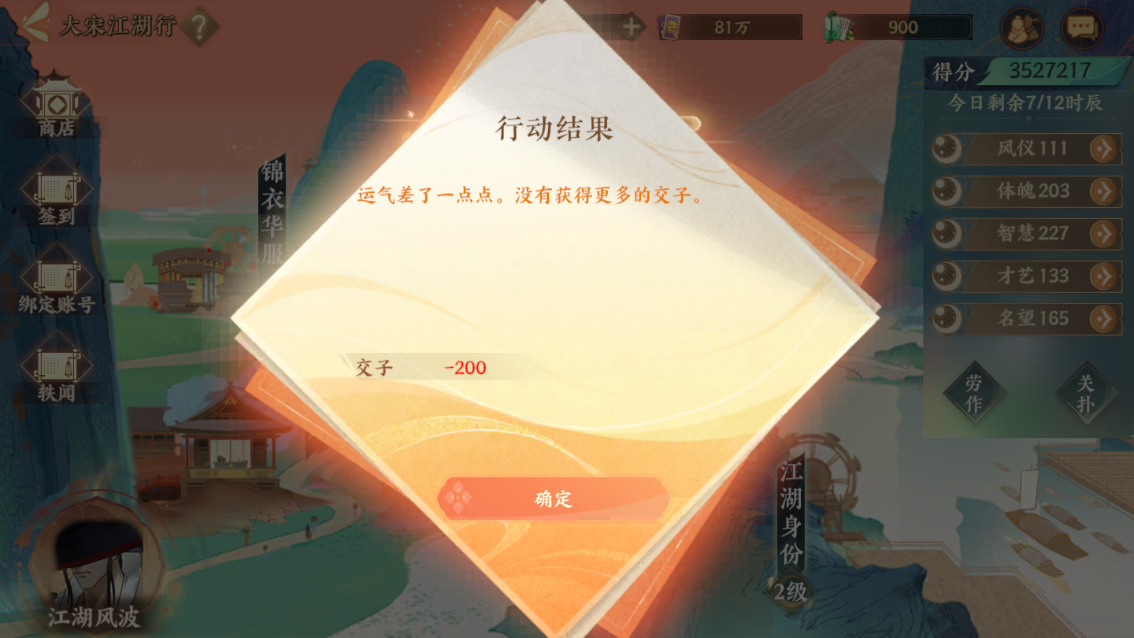 大宋江湖行
?
81万
900
得分 3527217
今日剩余7/12时辰
商店
签到
绑定账号
轶闻
锦衣华服
行动结果
运气差了一点点。没有获得更多的交子。
交子 -200
确定
风仪111
体魄203
智慧227
才艺133
名望165
劳作
关扑
江湖身份
2级
江湖风波